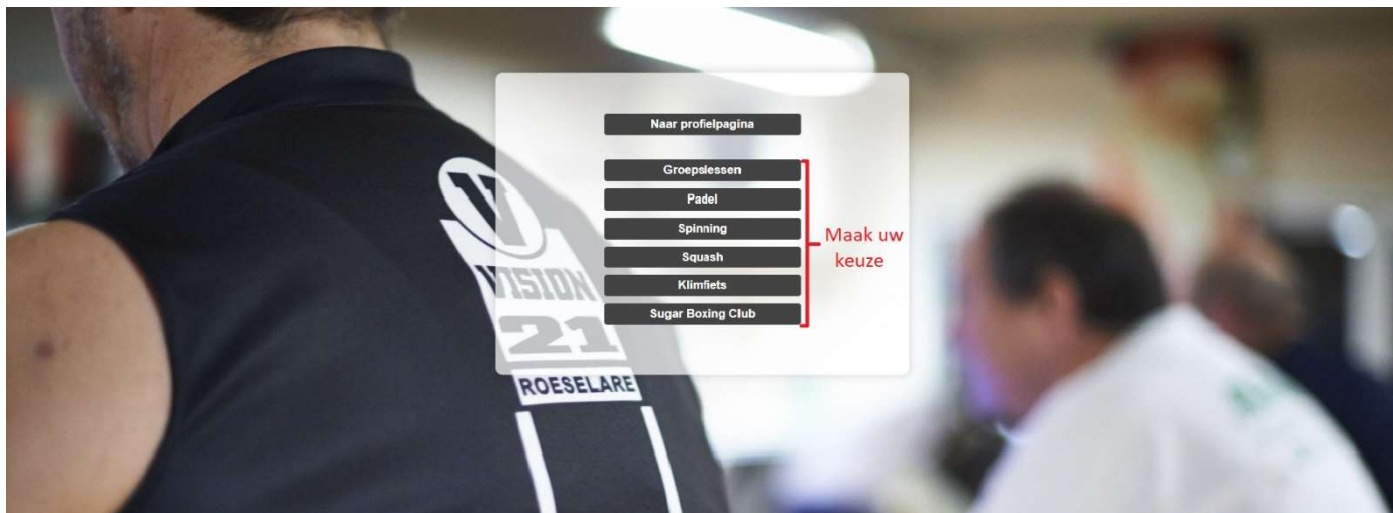 Naar profielpagina
Groepslessen
Padel
Spinning
Squash
Klimfiets
Sugar Boxing Club
Maak uw
keuze
V
VISION
21
ROESELARE